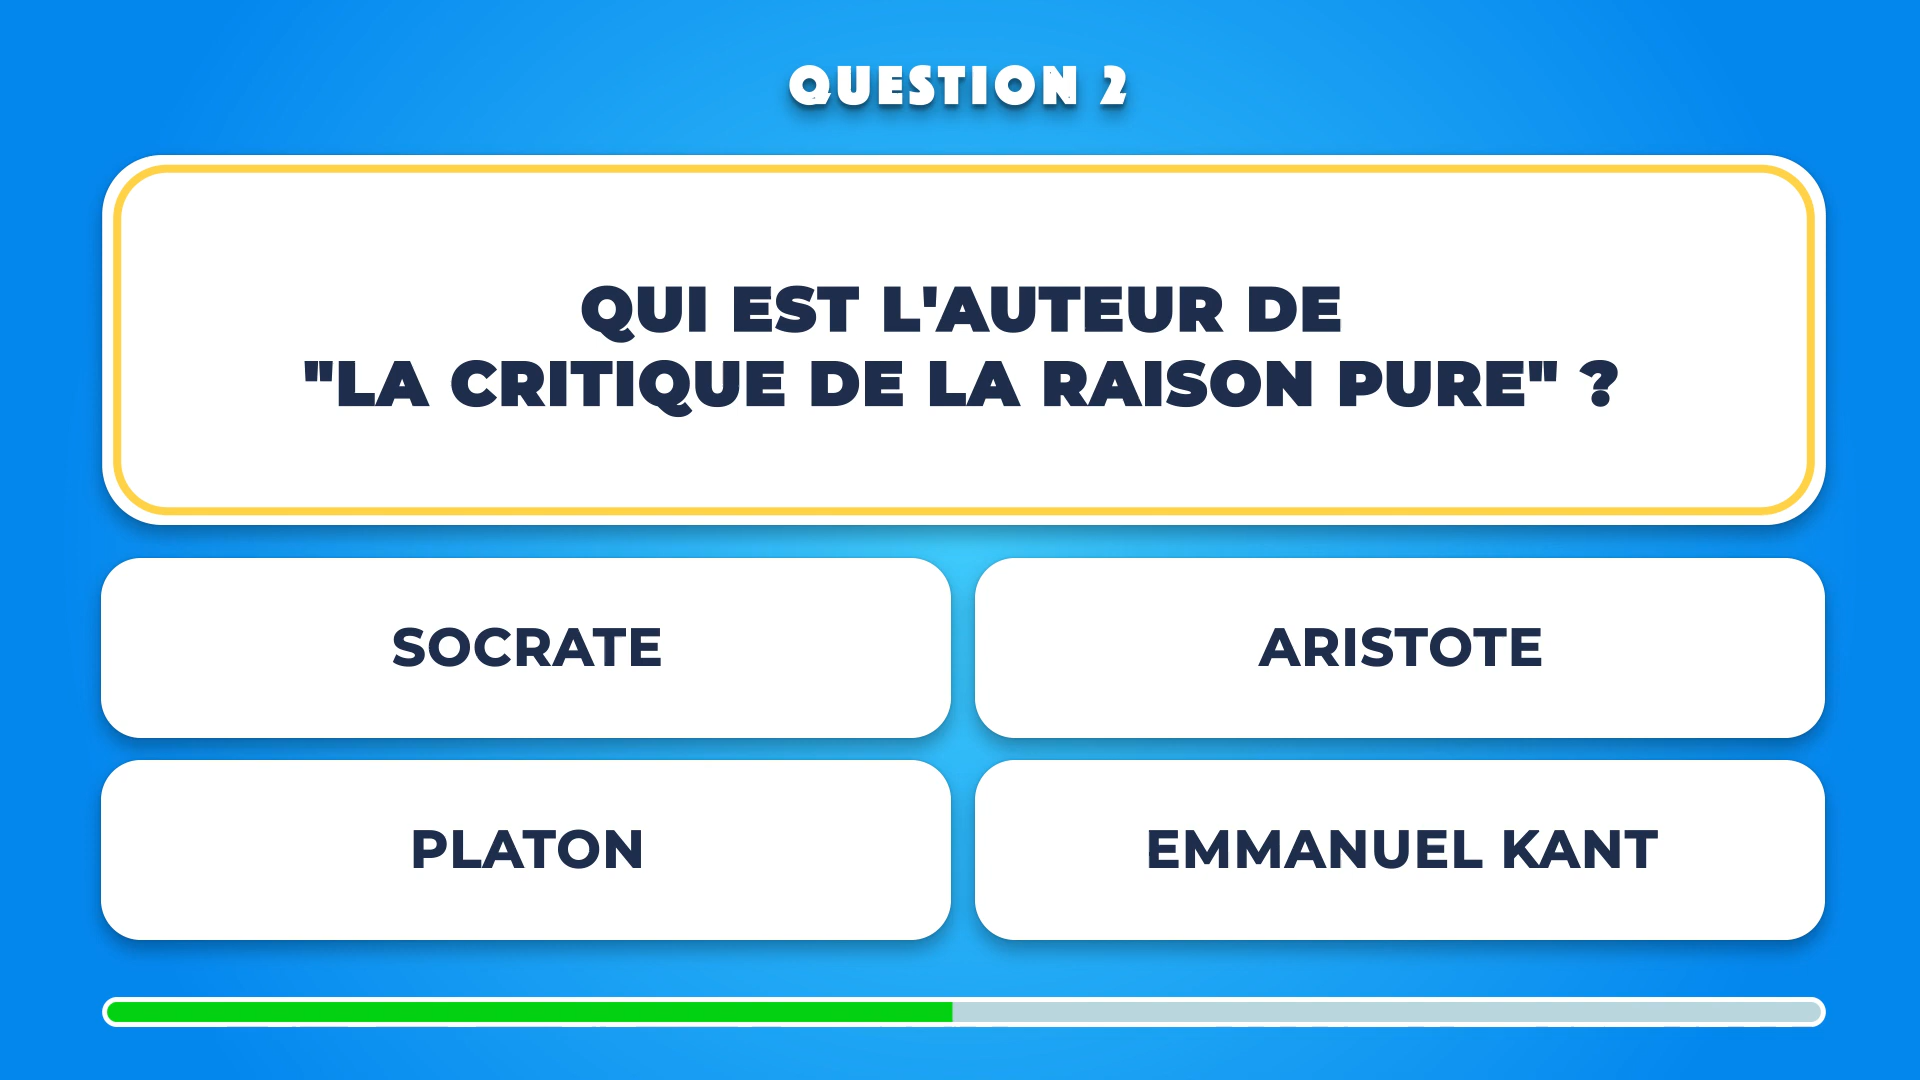 QUESTION 2
QUI EST L'AUTEUR DE
"LA CRITIQUE DE LA RAISON PURE" ?
SOCRATE
ARISTOTE
PLATON
EMMANUEL KANT